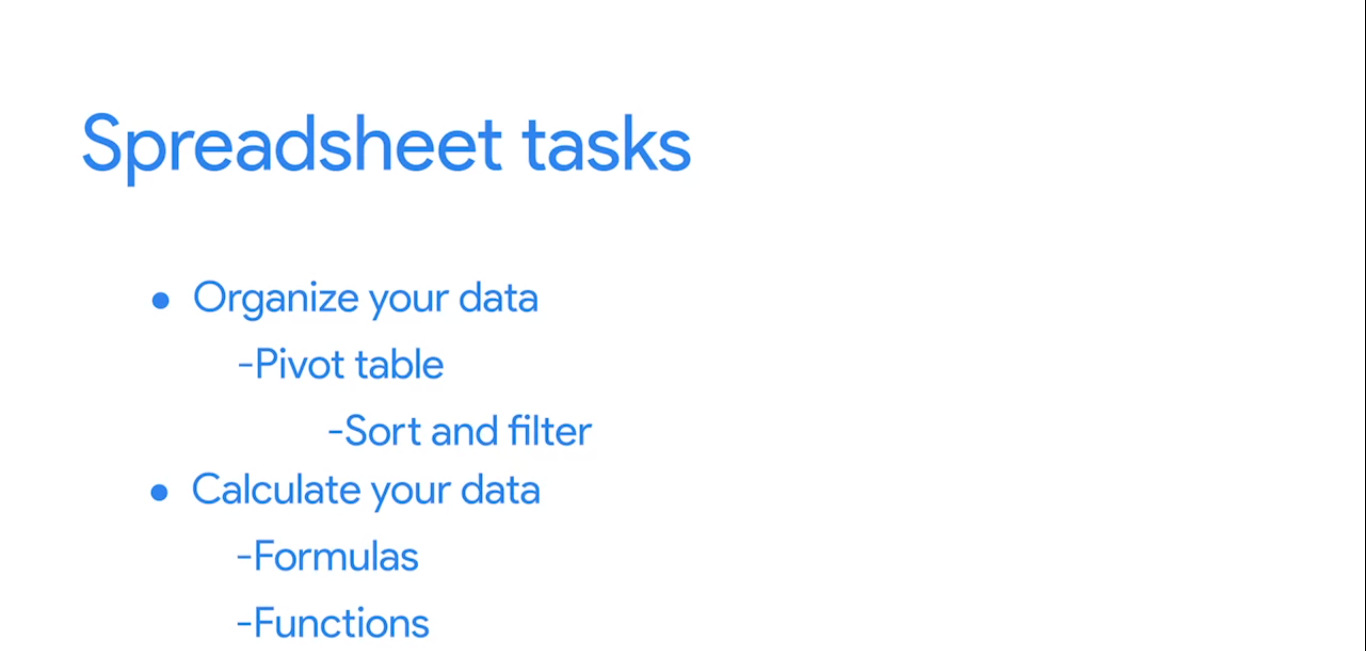 Spreadsheet tasks
● Organize your data
-Pivot table
-Sort and filter
● Calculate your data
-Formulas
-Functions